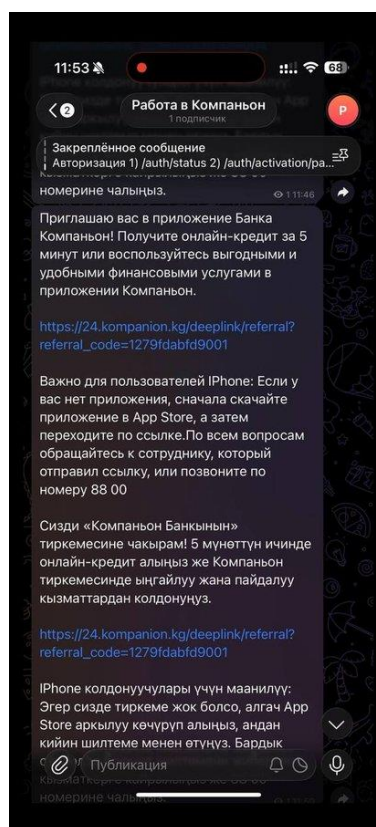 11:53
68
2
Работа в Компаньон
1 подписчик
P
Закреплённое сообщение
Авторизация 1) /auth/status 2) /auth/activation/pa...
номерине чалыңыз.
1 11:46
Приглашаю вас в приложение Банка
Компаньон! Получите онлайн-кредит за 5
минут или воспользуйтесь выгодными и
удобными финансовыми услугами в
приложении Компаньон.
https://24.kompanion.kg/deeplink/referral?
referral_code=1279fdabfd9001
Важно для пользователей IPhone: Если у
вас нет приложения, сначала скачайте
приложение в App Store, а затем
переходите по ссылке.По всем вопросам
обращайтесь к сотруднику, который
отправил ссылку, или позвоните по
номеру 88 00
Сизди «Компаньон Банкынын»
тиркемесине чакырам! 5 мүнөттүн ичинде
онлайн-кредит алыңыз же Компаньон
тиркемесинде ыңгайлуу жана пайдалуу
кызматтардан колдонуңуз.
https://24.kompanion.kg/deeplink/referral?
referral_code=1279fdabfd9001
IPhone колдонуучулары үчүн маанилүү:
Эгер сизде тиркеме жок болсо, алгач App
Store аркылуу көчүрүп алыңыз, андан
кийин шилтеме менен өтүңүз. Бардык
Публикация
номерине чалыңыз.